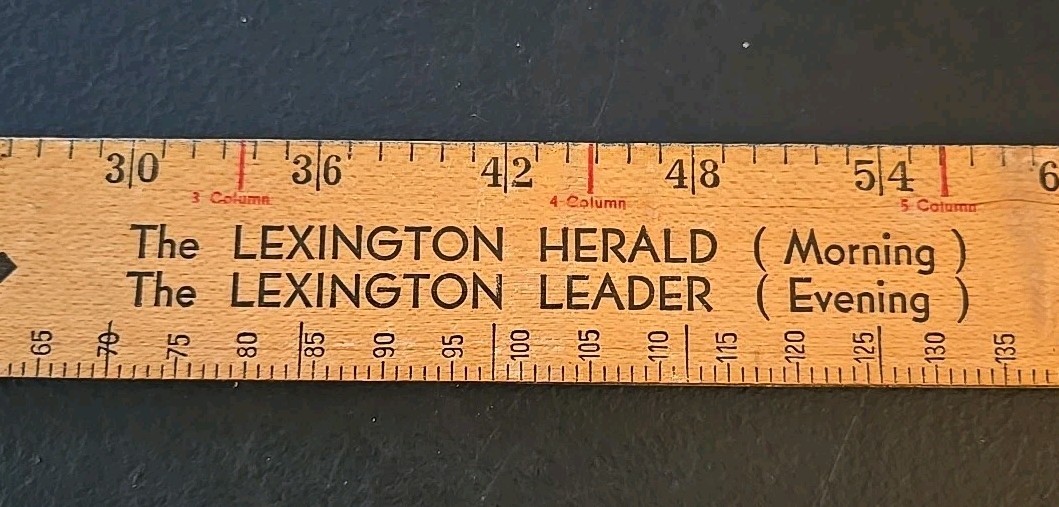 30 36 42 48 54 6
3 Column 4 Column 5 Column
The LEXINGTON HERALD ( Morning )
The LEXINGTON LEADER ( Evening )
65 70 75 80 85 90 95 100 105 110 115 120 125 130 135